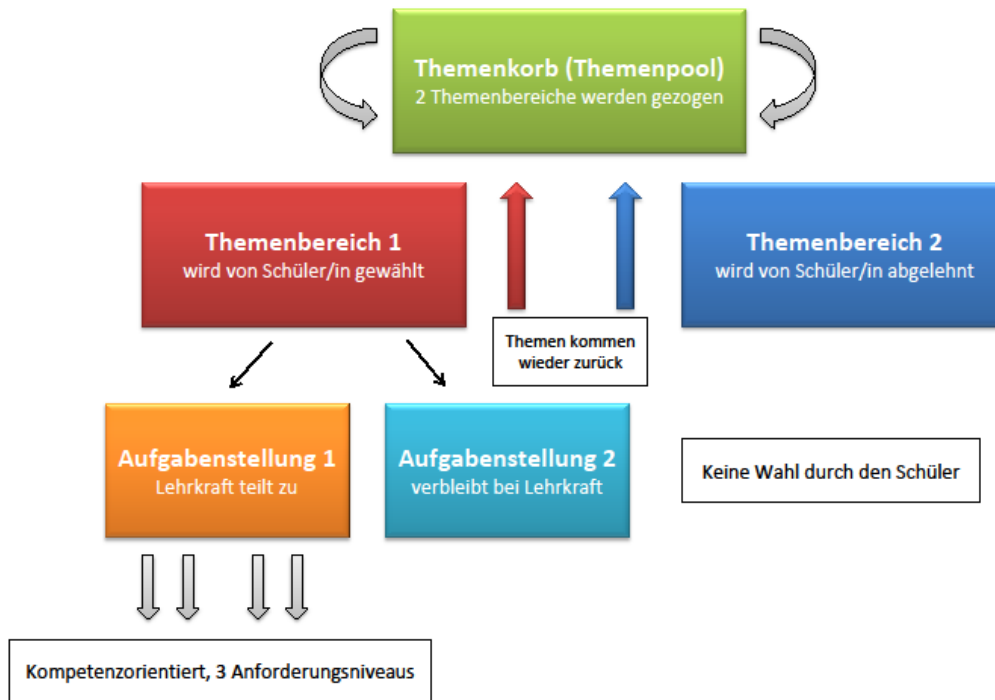 Themenkorb (Themenpool)
2 Themenbereiche werden gezogen
Themenbereich 1
wird von Schüler/in gewählt
Themenbereich 2
wird von Schüler/in abgelehnt
Themen kommen
wieder zurück
Aufgabenstellung 1
Lehrkraft teilt zu
Aufgabenstellung 2
verbleibt bei Lehrkraft
Keine Wahl durch den Schüler
Kompetenzorientiert, 3 Anforderungsniveaus